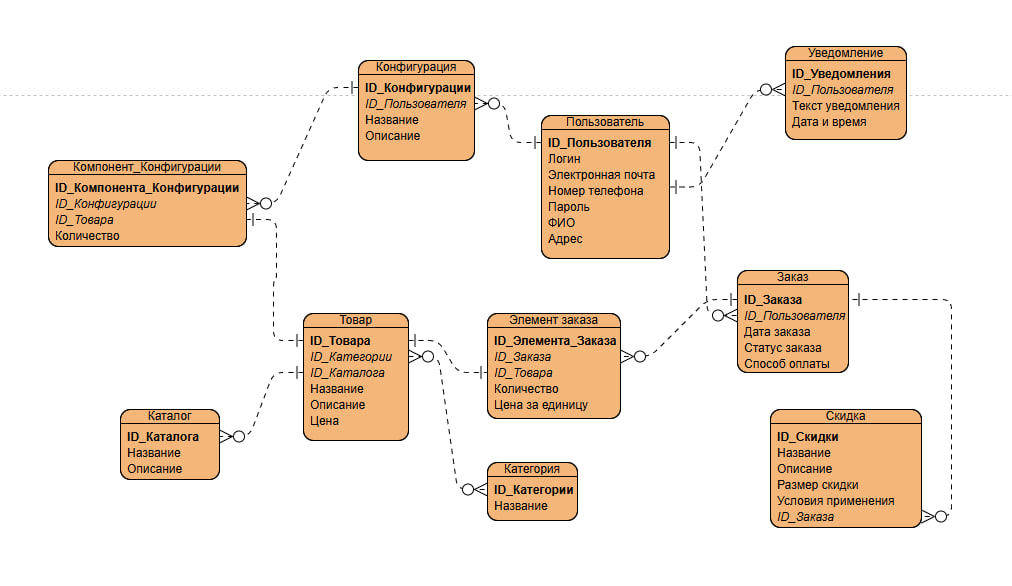 Конфигурация
ID_Конфигурации
ID_Пользователя
Название
Описание
Уведомление
ID_Уведомления
ID_Пользователя
Текст уведомления
Дата и время
Пользователь
ID_Пользователя
Логин
Электронная почта
Номер телефона
Пароль
ФИО
Адрес
Компонент_Конфигурации
ID_Компонента_Конфигурации
ID_Конфигурации
ID_Товара
Количество
Заказ
ID_Заказа
ID_Пользователя
Дата заказа
Статус заказа
Способ оплаты
Товар
ID_Товара
ID_Категории
ID_Каталога
Название
Описание
Цена
Элемент заказа
ID_Элемента_Заказа
ID_Заказа
ID_Товара
Количество
Цена за единицу
Каталог
ID_Каталога
Название
Описание
Скидка
ID_Скидки
Название
Описание
Размер скидки
Условия применения
ID_Заказа
Категория
ID_Категории
Название